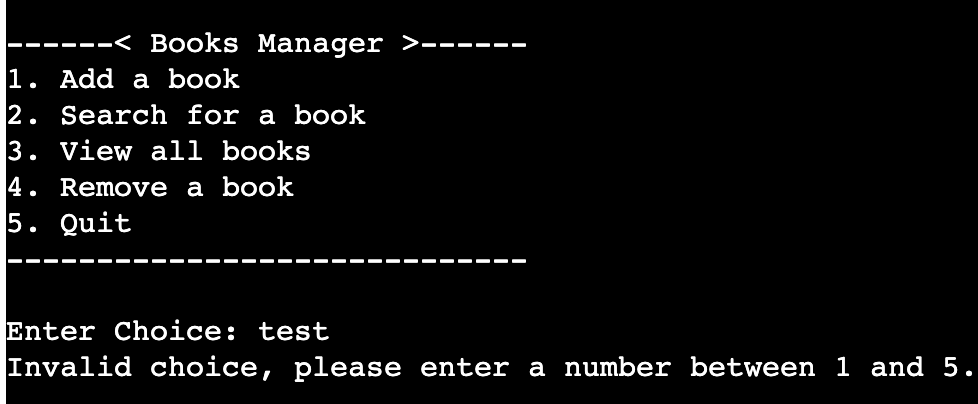 ------< Books Manager >------
1. Add a book
2. Search for a book
3. View all books
4. Remove a book
5. Quit
-----------------------------
Enter Choice: test
Invalid choice, please enter a number between 1 and 5.